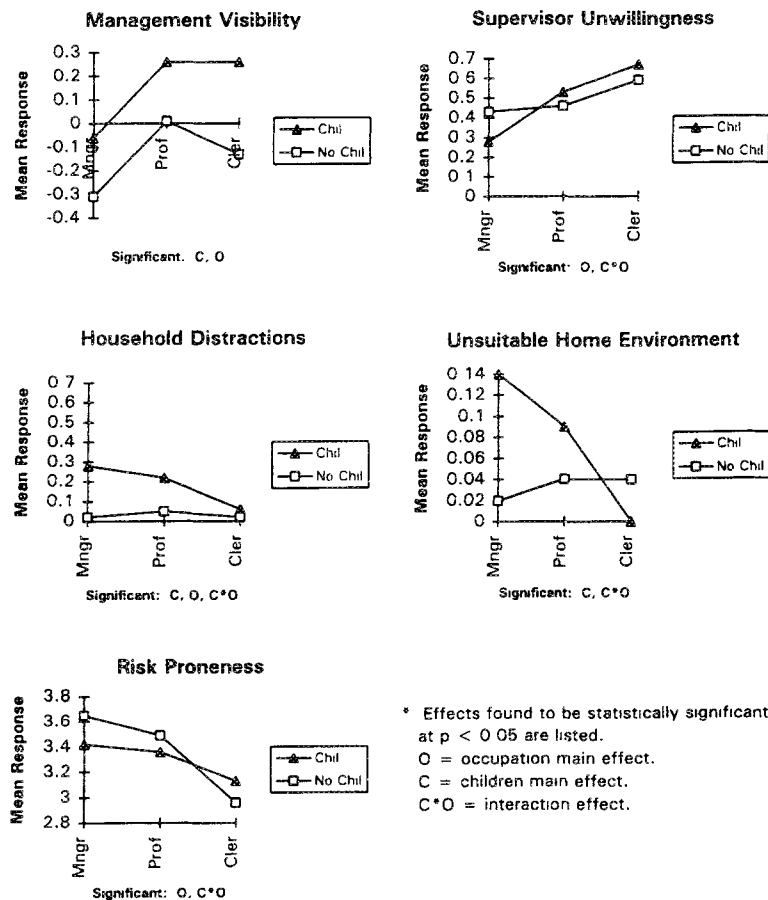 Management Visibility
0.3
0.2
0.1
0
-0.1
-0.2
-0.3
-0.4
Mean Response
Mngr
Prof
Cler
Chil
No Chil
Significant. C, O
Supervisor Unwillingness
0.7
0.6
0.5
0.4
0.3
0.2
0.1
0
Mean Response
Mngr
Prof
Cler
Chil
No Chil
Significant· O, C*O
Household Distractions
0 7
0.6
0.5
0.4
0.3
0.2
0.1
0
Mean Response
Mngr
Prof
Cler
Chil
No Chil
Significant: C, O, C*O
Unsuitable Home Environment
0 14
0.12
0.1
0.08
0.06
0.04
0.02
0
Mean Response
Mngr
Prof
Cler
Chil
No Chil
Significant: C, C*O
Risk Proneness
3.8
3.6
3.4
3.2
3
2.8
Mean Response
Mngr
Prof
Cler
Chil
No Chil
Significant: O, C*O
* Effects found to be statistically significant
at p < 0 05 are listed.
O = occupation main effect.
C = children main effect.
C*O = interaction effect.